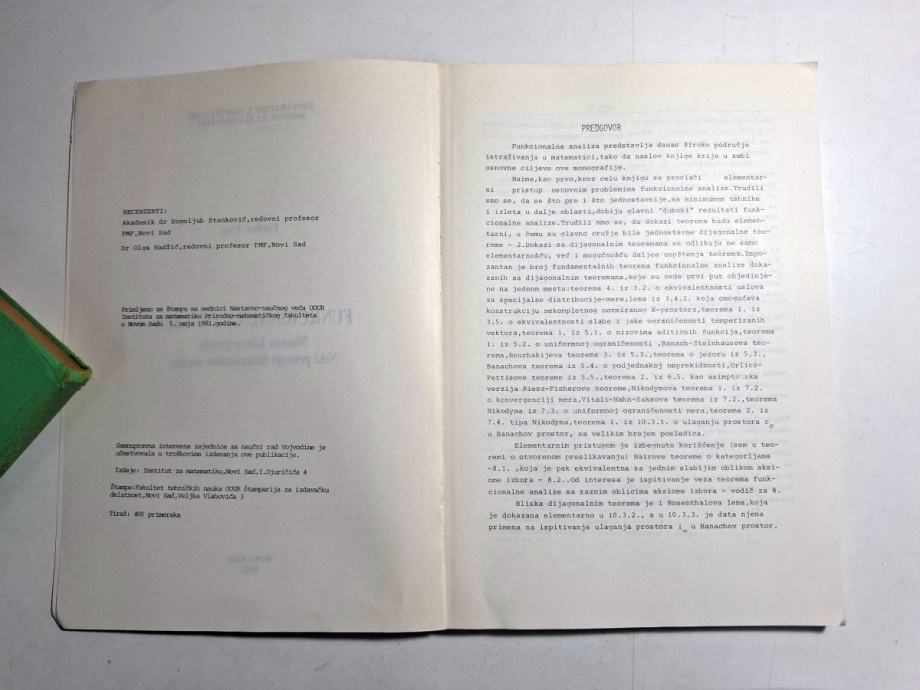 RECENZENTI:
Akademik dr Bogoljub Stanković,redovni profesor
PMF,Novi Sad
Dr Olga Hadžić,redovni profesor PMF,Novi Sad
Primljeno za štampu na sednici Nastavno-naučnog veća OOUR
Instituta za matematiku Prirodno-matematičkog fakulteta
u Novom Sadu 5. maja 1981,godine.
Samoupravna interesna zajednica za naučni rad Vojvodine je
učestvovala u troškovima izdavanja ove publikacije.
Izdaje: Institut za matematiku,Novi Sad,I.Djuričića 4
Štampa:Fakultet tehničkih nauka OOUR Štamparija za izdavačku
delatnost,Novi Sad,Veljka Vlahovića 3
Tiraž: 400 primeraka
PREDGOVOR
Funkcionalna analiza predstavlja danas široko područje
istraživanja u matematici,tako da naslov knjige krije u sebi
osnovne ciljeve ove monografije.
Naime,kao prvo,kroz celu knjigu se provlači elementar-
ni pristup osnovnim problemima funkcionalne analize.Trudili
smo se, da se što pre i što jednostavnije,sa minimumom tehnike
i izleta u dalje oblasti,dobiju glavni "duboki" rezultati funk-
cionalne analize.Trudili smo se, da dokazi teorema budu elemen-
tarni, u čemu su glavno oružje bile jednostavne dijagonalne teo-
reme - 2.Dokazi sa dijagonalnim teoremama se odlikuju ne samo
elementarnošću, već i mogućnošću daljeg uopštenja teorema.Impo-
zantan je broj fundamentalnih teorema funkcionalne analize doka-
zanih sa dijagonalnim teoremama,koje su ovde prvi put objedinje-
ne na jednom mestu:teorema 4. iz 3.2. o ekvivalentnosti uslova
za specijalne distribucije-mere,lema iz 3.4.2. koja omogućava
konstrukciju nekompletnog normirano K-prostora,teorema 1. iz
3.5. o ekvivalentnosti slabe i jake ograničenosti temperiranih
vektora,teorema 1. iz 5.1. o nizovima aditivnih funkcija,teorema
1. iz 5.2. o uniformnoj ograničenosti ,Banach-Steinhausova teo-
rema,Bourbakijeva teorema 3. iz 5.3.,teorema o jezgru iz 5.3.,
Banachova teorema iz 5.4. o podjednakoj neprekidnosti,Orlicz-
Pettisove teoreme iz 5.5.,teorema 2. iz 6.5. kao asimptotska
verzija Riesz-Fisherove teoreme,Nikodynova teorema 1. iz 7.2.
o konvergenciji mera,Vitali-Hahn-Saksova teorema iz 7.2.,teorema
Nikodyma iz 7.3. o uniformnoj ograničenosti mera,teorema 2. iz
7.4. tipa Nikodyma,teorema 1. iz 10.3.1. o ulaganju prostora c₀
u Banachov prostor, sa velikim brojem posledica.
Elementarnim pristupom je izbegnuto korišćenje (sem u teo-
remi o otvorenom preslikavanju) Bairove teoreme o kategorijama
-8.1. ,koja je pak ekvivalentna sa jednim slabijim oblikom aksi-
ome izbora - 8.2..Od interesa je ispitivanje veza teorema funk-
cionalne analize sa raznim oblicima aksiome izbora - vodič za 8.
Bliska dijagonalnim teorema je i Rosenthalova lema,koja
je dokazana elementarno u 10.3.2., a u 10.3.3. je data njena
primena na ispitivanje ulaganja prostora l∞ u Banachov prostor.